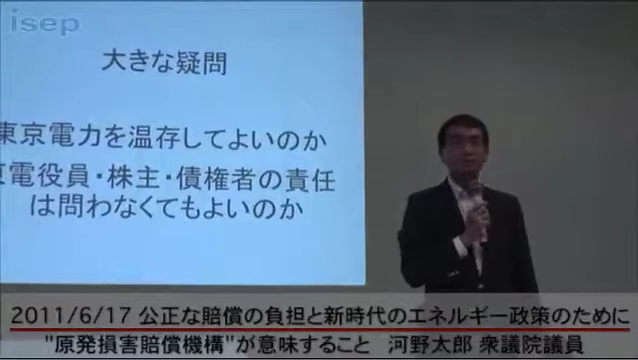 isep
大きな疑問
東京電力を温存してよいのか
東電役員・株主・債権者の責任
は問わなくてもよいのか
2011/6/17 公正な賠償の負担と新時代のエネルギー政策のために
"原発損害賠償機構"が意味すること 河野太郎 衆議院議員